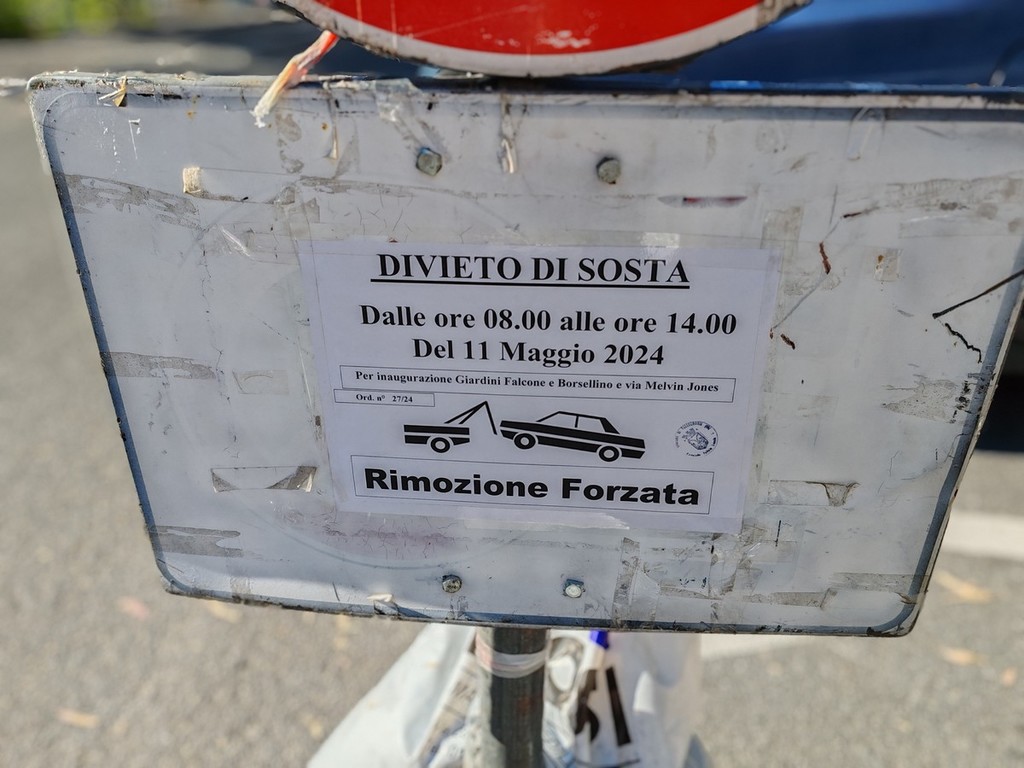 DIVIETO DI SOSTA
Dalle ore 08.00 alle ore 14.00
Del 11 Maggio 2024
Per inaugurazione Giardini Falcone e Borsellino e via Melvin Jones
Ord. n° 27/24
Rimozione Forzata